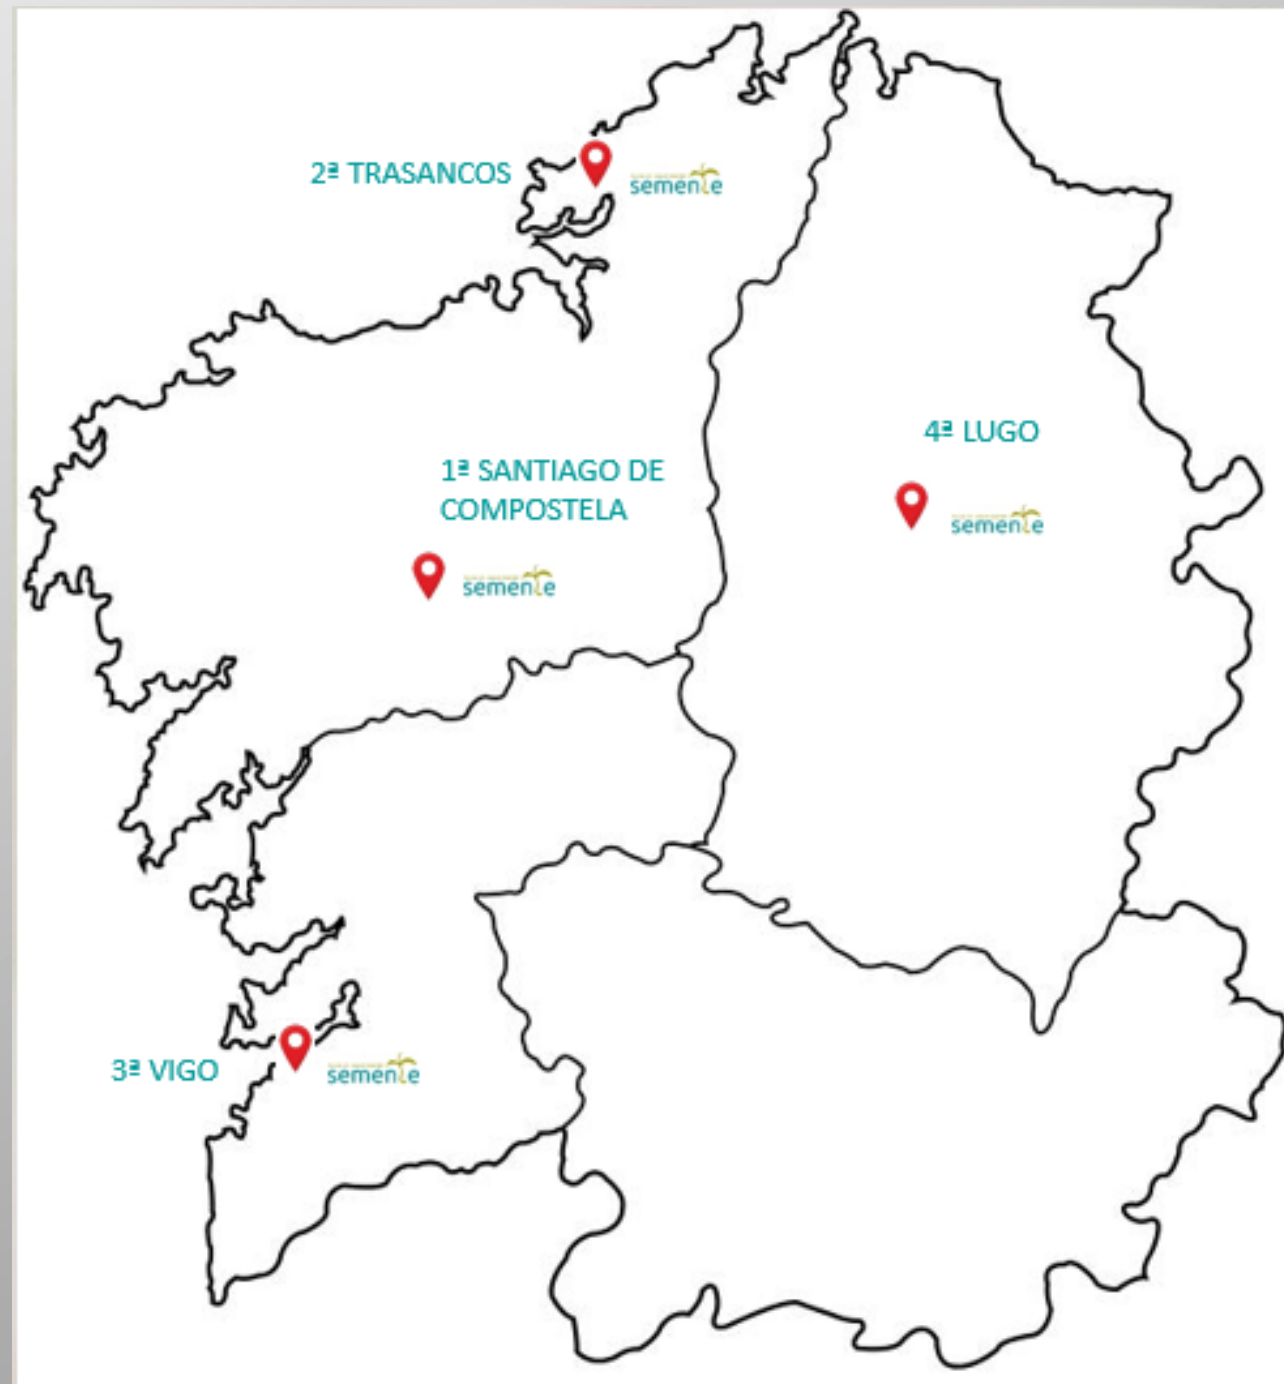 2ª TRASANCOS
semente
4ª LUGO
semente
1ª SANTIAGO DE
COMPOSTELA
semente
3ª VIGO
semente